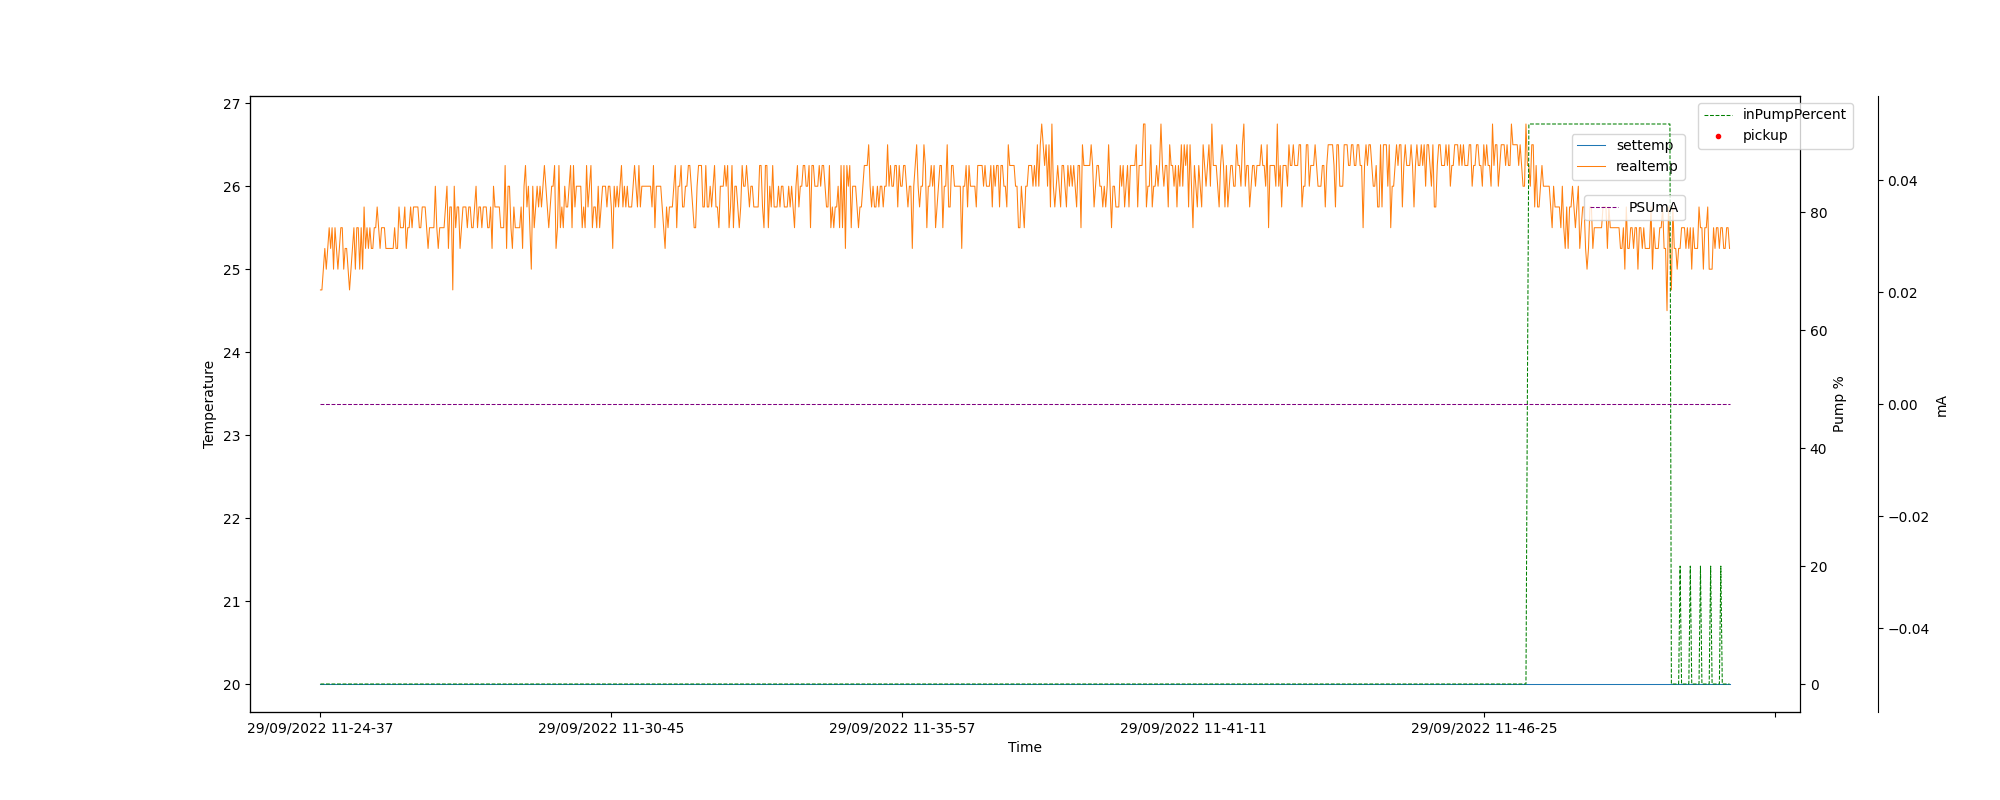 27
26
25
24
23
22
21
20
Temperature
29/09/2022 11-24-37
29/09/2022 11-30-45
29/09/2022 11-35-57
29/09/2022 11-41-11
29/09/2022 11-46-25
Time
settemp
realtemp
PSUmA
inPumpPercent
pickup
80
60
40
20
0
Pump %
0.04
0.02
0.00
−0.02
−0.04
mA